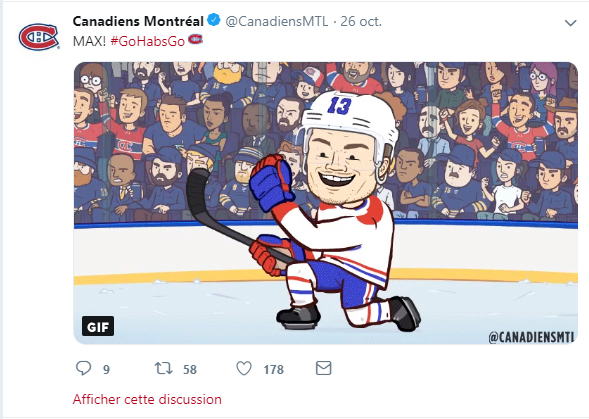 Canadiens Montréal @CanadiensMTL · 26 oct.
MAX! #GoHabsGo
13
GIF
@CANADIENSMTL
9 58 178
Afficher cette discussion